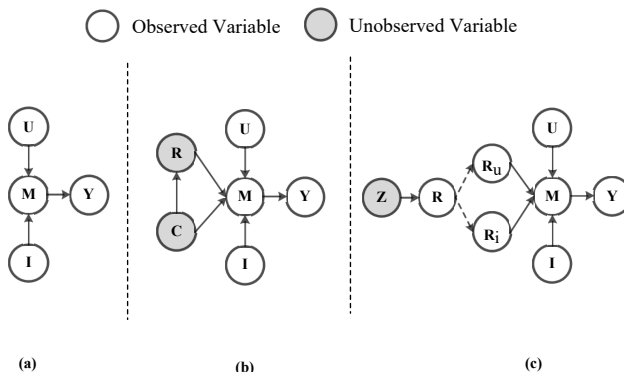 Observed Variable
Unobserved Variable
U
M
Y
I
(a)
R
C
U
M
Y
I
(b)
Z
R
Ru
Ri
U
M
Y
I
(c)